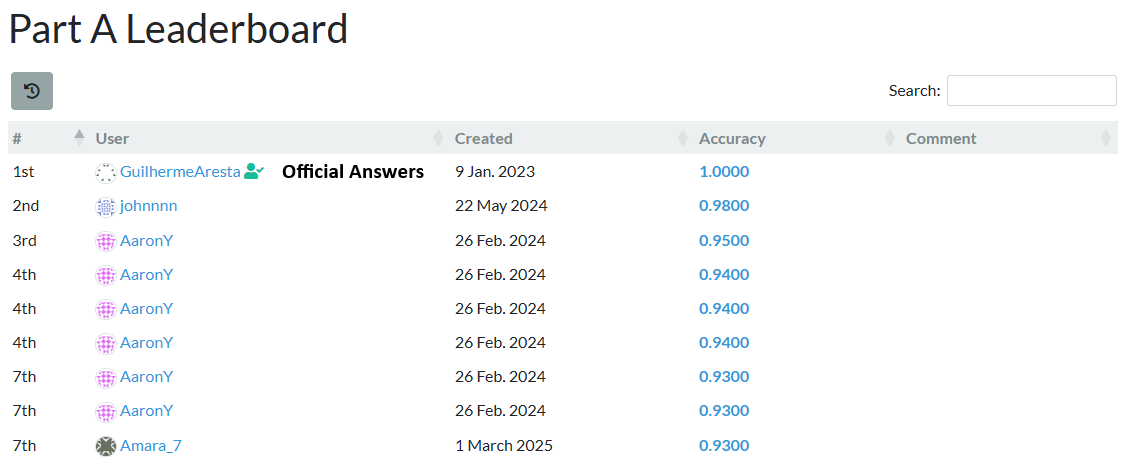 Part A Leaderboard
Search:
# User Created Accuracy Comment
1st GuilhermeAresta Official Answers 9 Jan. 2023 1.0000
2nd johnnnn 22 May 2024 0.9800
3rd AaronY 26 Feb. 2024 0.9500
4th AaronY 26 Feb. 2024 0.9400
4th AaronY 26 Feb. 2024 0.9400
4th AaronY 26 Feb. 2024 0.9400
7th AaronY 26 Feb. 2024 0.9300
7th AaronY 26 Feb. 2024 0.9300
7th Amara_7 1 March 2025 0.9300